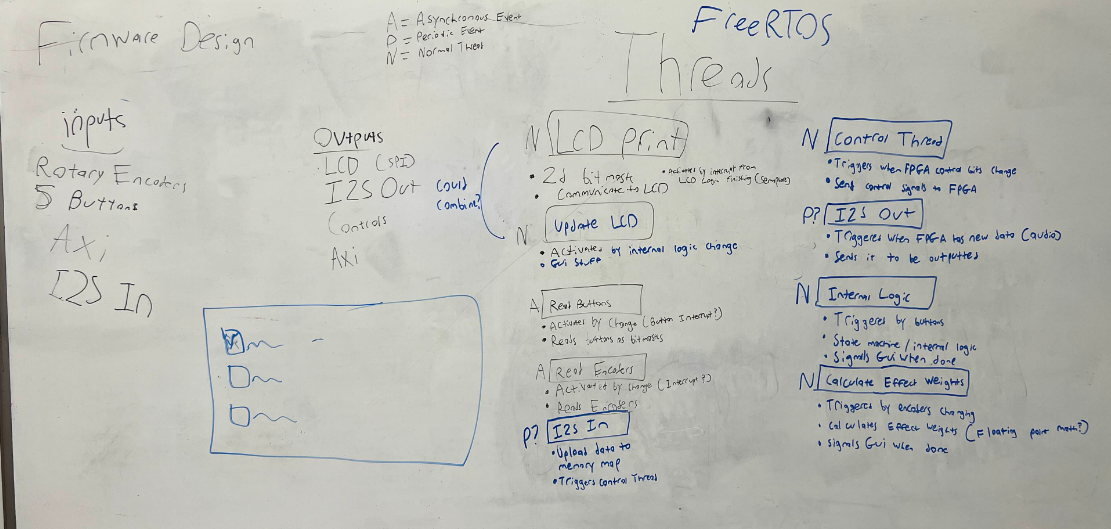 Firmware Design
A = Asynchronous Event
P = Periodic Event
N = Normal Thread
FreeRTOS
Threads
inputs
Rotary Encoders
5 Buttons
Axi
I2S In
Outputs
LCD (SPI)
I2S Out
Controls
Axi
Could
Combine?
N LCD Print
• 2d bitmask
• Communicate to LCD
• Activated by interrupt from
LCD Logic finishing (semaphore)
N Update LCD
• Activated by internal logic change
• GUI Stuff
A Read Buttons
• Activated by change (Button Interrupt?)
• Reads buttons as bitmasks
A Read Encoders
• Activated by change (Interrupt?)
• Reads Encoders
P? I2S In
• Upload data to
memory map
• Triggers control Thread
N Control Thread
• Triggers when FPGA control bits change
• Send control signals to FPGA
P? I2S Out
• Triggered when FPGA has new data (audio)
• Sends it to be outputted
N Internal Logic
• Triggered by buttons
• State machine / internal logic
• Signals GUI when done
N Calculate Effect Weights
• Triggered by encoders changing
• Calculates Effect Weights (Floating point math?)
• Signals GUI when done